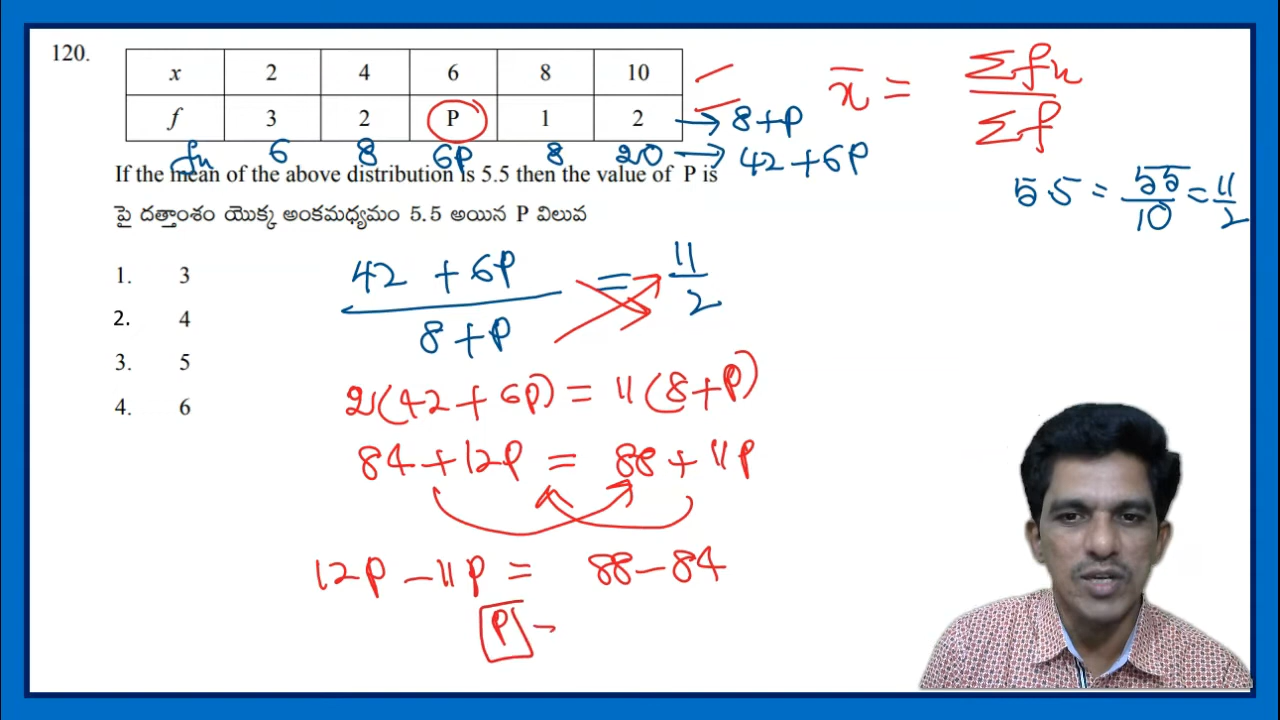 120.
x 2 4 6 8 10
f 3 2 P 1 2 → 8+P
fx 6 8 6P 8 20 → 42+6P
x̄ = Σfx / Σf
If the mean of the above distribution is 5.5 then the value of P is
5.5 = 55/10 = 11/2
పై దత్తాంశం యొక్క అంకమధ్యమం 5.5 అయిన P విలువ
1. 3
2. 4
3. 5
4. 6
42 + 6P / 8+P = 11/2
2(42+6P) = 11(8+P)
84+12P = 88+11P
12P-11P = 88-84
P -